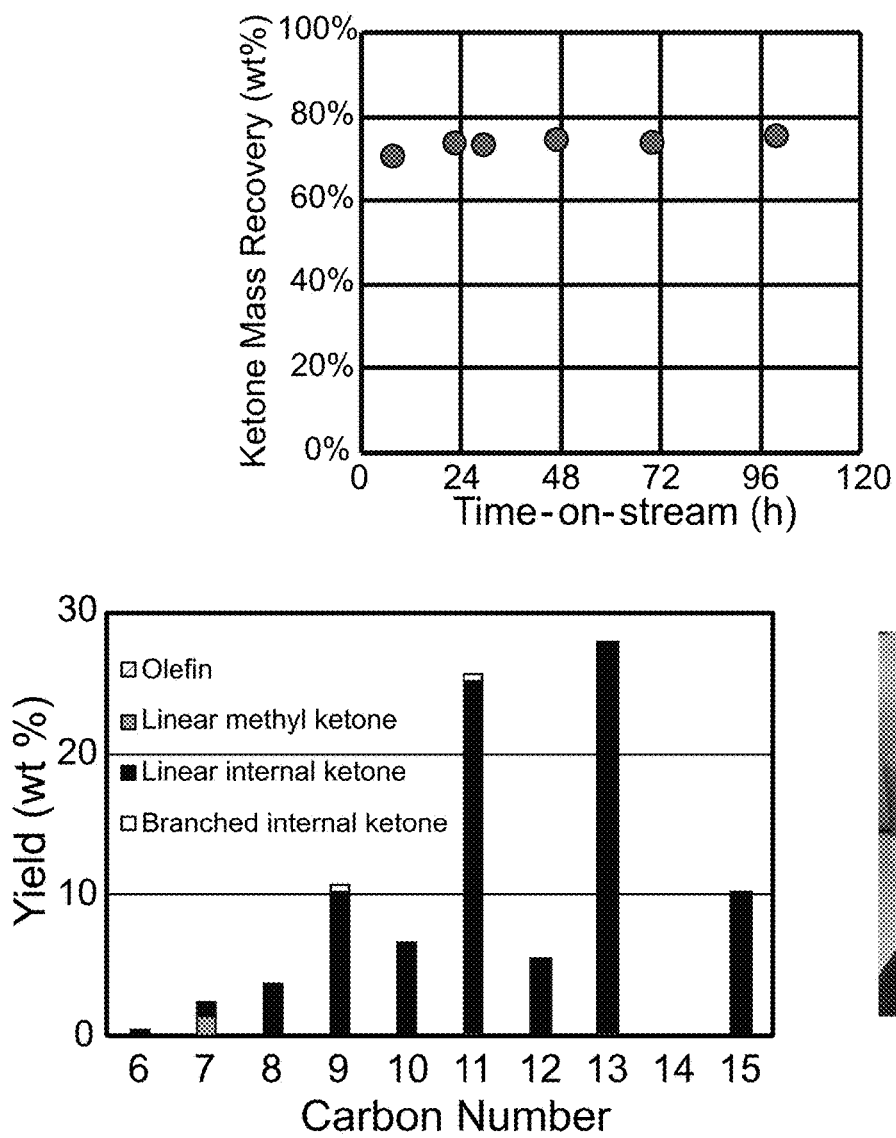 100%
80%
60%
40%
20%
0%
Ketone Mass Recovery (wt%)
0 24 48 72 96 120
Time-on-stream (h)
30
20
10
0
Yield (wt %)
Olefin
Linear methyl ketone
Linear internal ketone
Branched internal ketone
6 7 8 9 10 11 12 13 14 15
Carbon Number